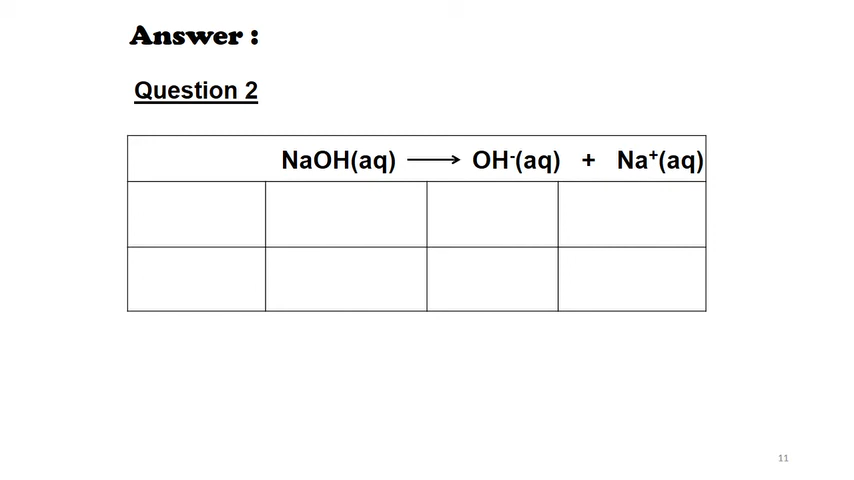 Answer :
Question 2
NaOH(aq) ⟶ OH⁻(aq) + Na⁺(aq)
11